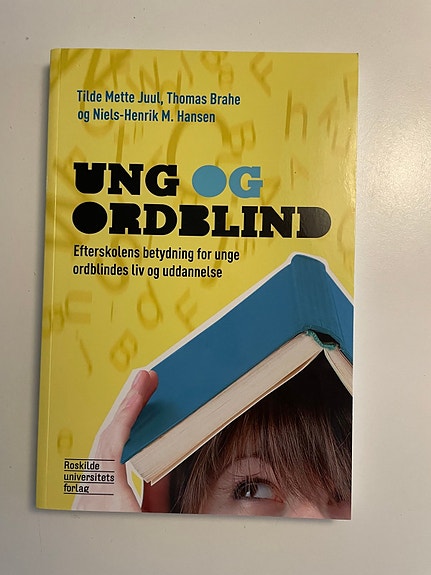 Tilde Mette Juul, Thomas Brahe
og Niels-Henrik M. Hansen
UNG OG
ORDBLIND
Efterskolens betydning for unge
ordblindes liv og uddannelse
Roskilde
universitets
forlag